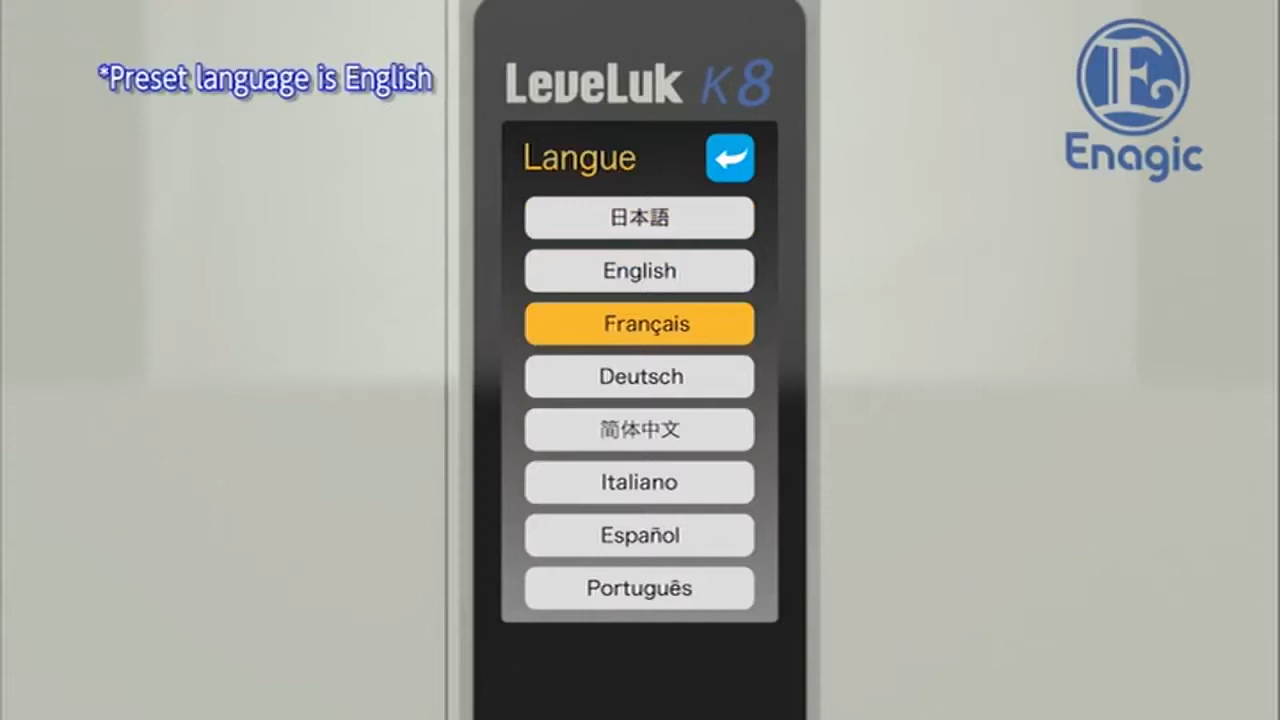 *Preset language is English
LeveLuk K8
Enagic
Langue
日本語
English
Français
Deutsch
简体中文
Italiano
Español
Português